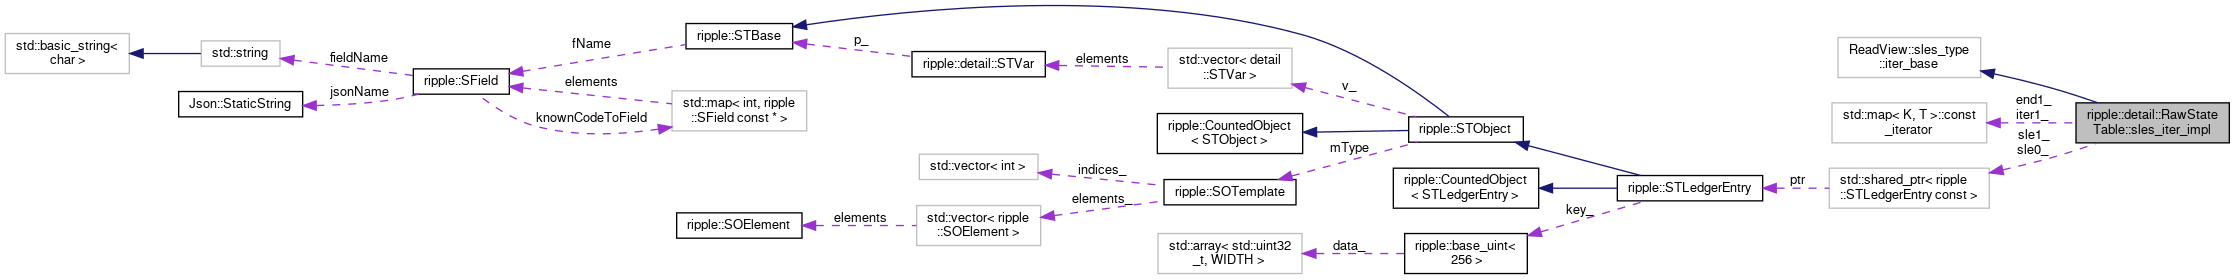 std::basic_string<
char >
std::string
fieldName
ripple::SField
jsonName
Json::StaticString
fName
elements
std::map< int, ripple
::SField const * >
knownCodeToField
ripple::STBase
p_
ripple::detail::STVar
elements
std::vector< detail
::STVar >
v_
ripple::CountedObject
< STObject >
ripple::STObject
mType
std::vector< int >
indices_
ripple::SOTemplate
elements_
ripple::SOElement
elements
std::vector< ripple
::SOElement >
ripple::CountedObject
< STLedgerEntry >
ripple::STLedgerEntry
key_
std::array< std::uint32
_t, WIDTH >
data_
ripple::base_uint<
256 >
ptr
std::shared_ptr< ripple
::STLedgerEntry const >
ReadView::sles_type
::iter_base
std::map< K, T >::const
_iterator
end1_
iter1_
sle1_
sle0_
ripple::detail::RawState
Table::sles_iter_impl